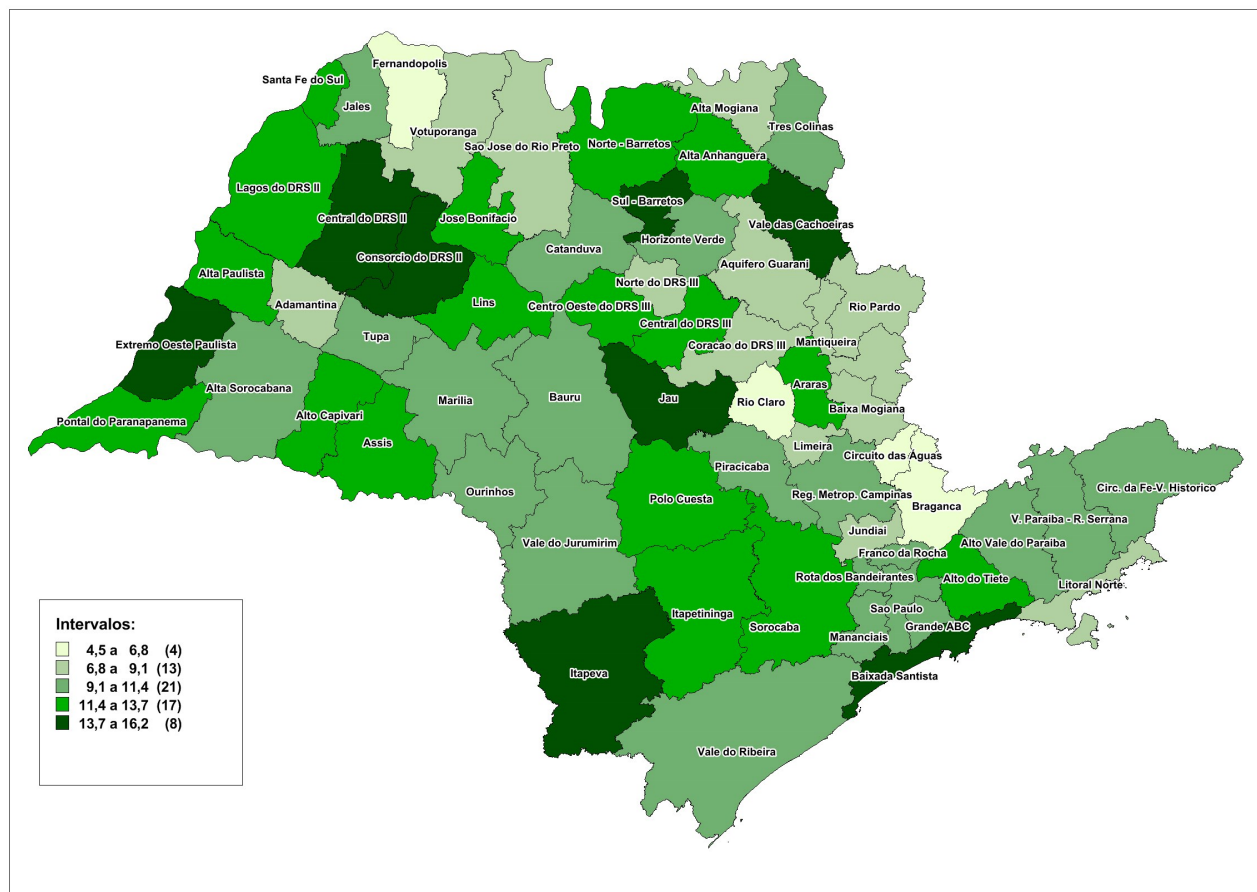 Fernandopolis
Santa Fe do Sul
Jales
Votuporanga
Sao Jose do Rio Preto
Norte - Barretos
Alta Mogiana
Tres Colinas
Alta Anhanguera
Lagos do DRS II
Central do DRS II
Jose Bonifacio
Sul - Barretos
Vale das Cachoeiras
Horizonte Verde
Catanduva
Consorcio do DRS II
Aquifero Guarani
Alta Paulista
Norte do DRS III
Adamantina
Lins
Centro Oeste do DRS III
Rio Pardo
Central do DRS III
Tupa
Mantiqueira
Extremo Oeste Paulista
Coracao do DRS III
Alta Sorocabana
Araras
Marilia
Bauru
Jau
Rio Claro
Baixa Mogiana
Alto Capivari
Pontal do Paranapanema
Assis
Limeira
Circuito das Aguas
Piracicaba
Circ. da Fe-V. Historico
Ourinhos
Polo Cuesta
Reg. Metrop. Campinas
Braganca
V. Paraiba - R. Serrana
Jundiai
Vale do Jurumirim
Alto Vale do Paraiba
Franco da Rocha
Rota dos Bandeirantes
Alto do Tiete
Litoral Norte
Sao Paulo
Itapetininga
Sorocaba
Grande ABC
Mananciais
Itapeva
Baixada Santista
Vale do Ribeira
Intervalos:
4,5 a 6,8 (4)
6,8 a 9,1 (13)
9,1 a 11,4 (21)
11,4 a 13,7 (17)
13,7 a 16,2 (8)